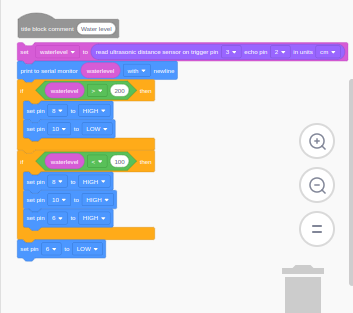 title block comment Water level
set waterlevel to read ultrasonic distance sensor on trigger pin 3 echo pin 2 in units cm
print to serial monitor waterlevel with newline
if waterlevel > 200 then
set pin 8 to HIGH
set pin 10 to LOW
if waterlevel < 100 then
set pin 8 to HIGH
set pin 10 to HIGH
set pin 6 to HIGH
set pin 6 to LOW